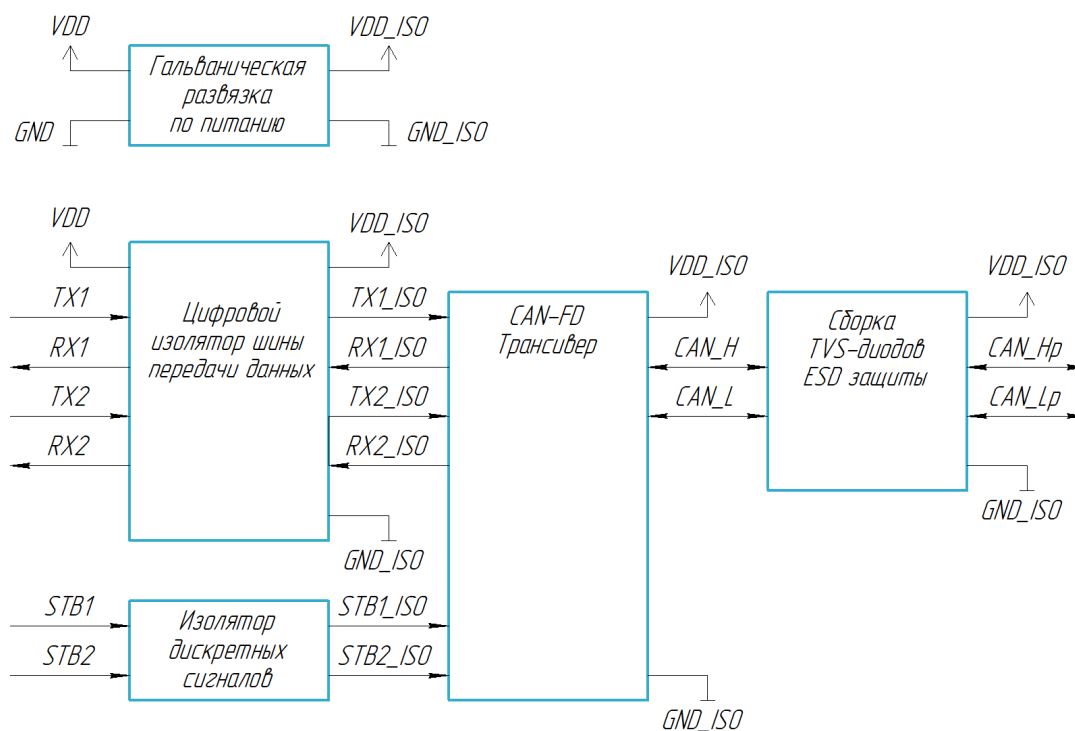 VDD
VDD_ISO
Гальваническая
развязка
по питанию
GND
GND_ISO
VDD
VDD_ISO
VDD_ISO
VDD_ISO
TX1
Цифровой
изолятор шины
передачи данных
TX1_ISO
CAN-FD
Трансивер
Сборка
TVS-диодов
ESD защиты
RX1
RX1_ISO
CAN_H
CAN_Hp
TX2
TX2_ISO
CAN_L
CAN_Lp
RX2
RX2_ISO
GND_ISO
GND_ISO
STB1
Изолятор
дискретных
сигналов
STB1_ISO
STB2
STB2_ISO
GND_ISO